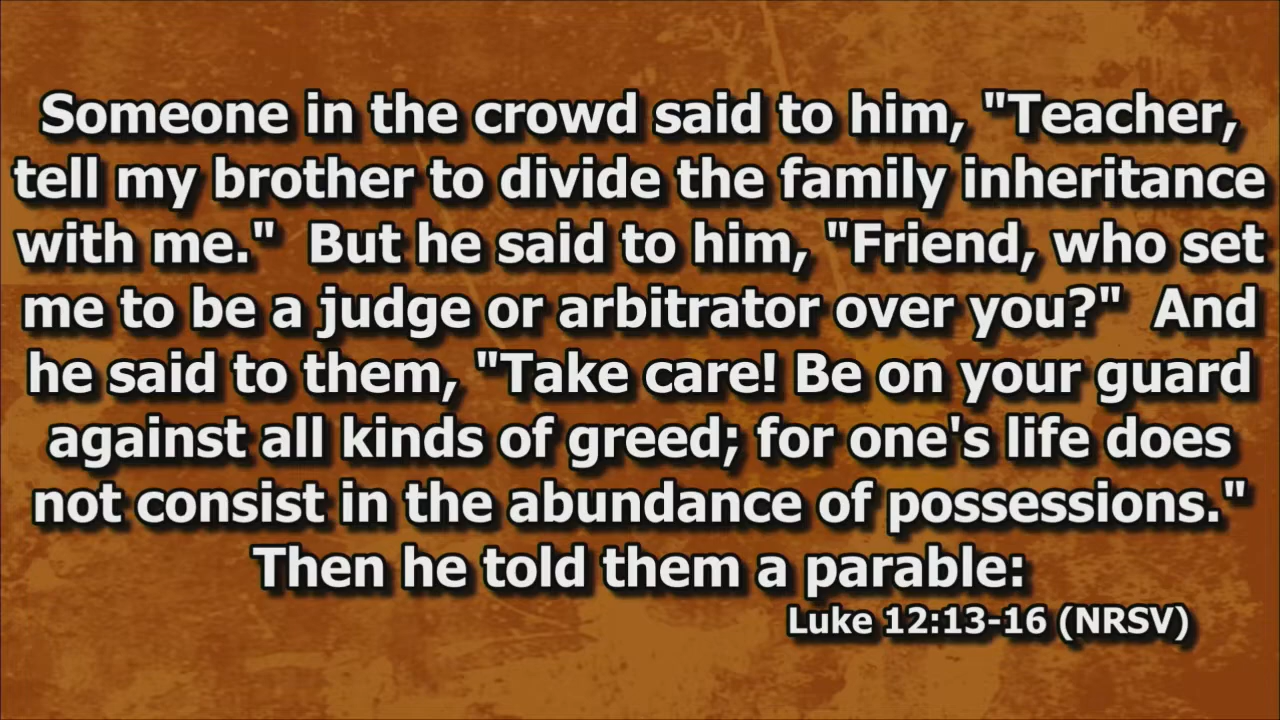 Someone in the crowd said to him, "Teacher,
tell my brother to divide the family inheritance
with me."  But he said to him, "Friend, who set
me to be a judge or arbitrator over you?"  And
he said to them, "Take care! Be on your guard
against all kinds of greed; for one's life does
not consist in the abundance of possessions."
Then he told them a parable:
Luke 12:13-16 (NRSV)